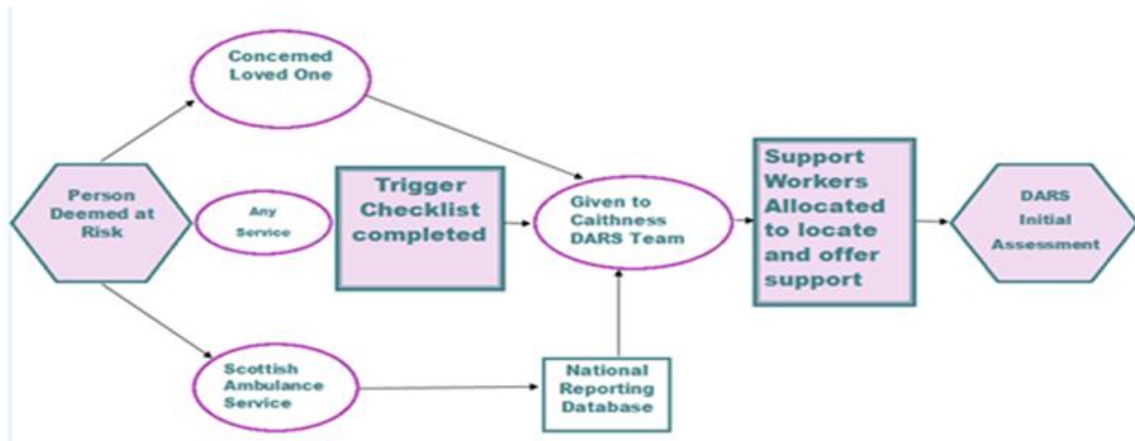 Concerned
Loved One
Person
Deemed at
Risk
Any
Service
Trigger
Checklist
completed
Given to
Caithness
DARS Team
Support
Workers
Allocated
to locate
and offer
support
DARS
Initial
Assessment
Scottish
Ambulance
Service
National
Reporting
Database